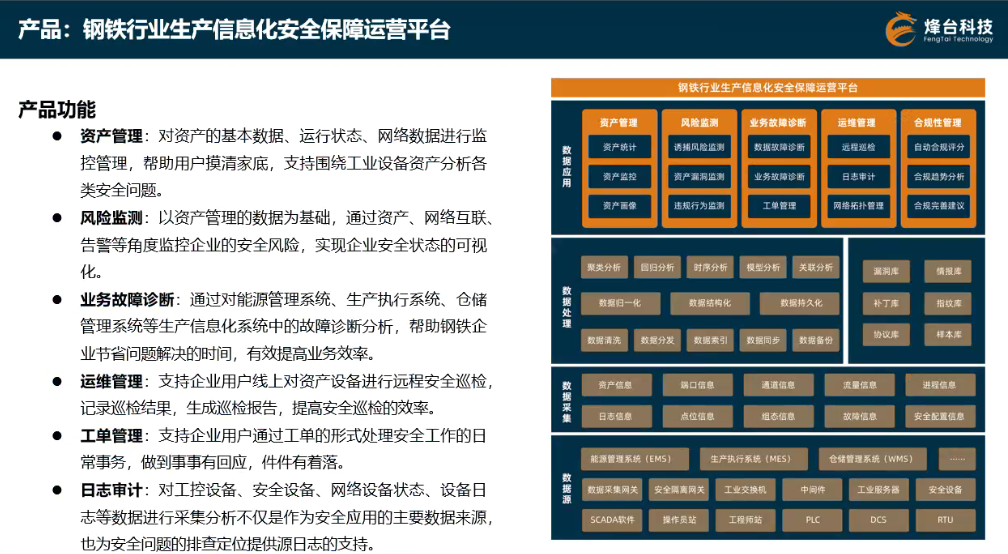 产品：钢铁行业生产信息化安全保障运营平台
烽台科技
FengTai Technology
产品功能
● 资产管理：对资产的基本数据、运行状态、网络数据进行监
控管理，帮助用户摸清家底，支持围绕工业设备资产分析各
类安全问题。
● 风险监测：以资产管理的数据为基础，通过资产、网络互联、
告警等角度监控企业的安全风险，实现企业安全状态的可视
化。
● 业务故障诊断：通过对能源管理系统、生产执行系统、仓储
管理系统等生产信息化系统中的故障诊断分析，帮助钢铁企
业节省问题解决的时间，有效提高业务效率。
● 运维管理：支持企业用户线上对资产设备进行远程安全巡检，
记录巡检结果，生成巡检报告，提高安全巡检的效率。
● 工单管理：支持企业用户通过工单的形式处理安全工作的日
常事务，做到事事有回应，件件有着落。
● 日志审计：对工控设备、安全设备、网络设备状态、设备日
志等数据进行采集分析不仅是作为安全应用的主要数据来源，
也为安全问题的排查定位提供源日志的支持。
钢铁行业生产信息化安全保障运营平台
数据应用
资产管理 风险监测 业务故障诊断 运维管理 合规性管理
资产统计 诱捕风险监测 数据故障诊断 远程巡检 自动合规评分
资产监控 资产漏洞监测 业务故障诊断 日志审计 合规趋势分析
资产画像 违规行为监测 工单管理 网络拓扑管理 合规完善建议
数据处理
聚类分析 回归分析 时序分析 模型分析 关联分析
数据归一化 数据结构化 数据持久化
数据清洗 数据分发 数据索引 数据同步 数据备份
漏洞库 情报库
补丁库 指纹库
协议库 样本库
数据采集
资产信息 端口信息 通道信息 流量信息 进程信息
日志信息 点位信息 组态信息 故障信息 安全配置信息
数据源
能源管理系统（EMS） 生产执行系统（MES） 仓储管理系统（WMS） ……
数据采集网关 安全隔离网关 工业交换机 中间件 工业服务器 安全设备
SCADA软件 操作员站 工程师站 PLC DCS RTU